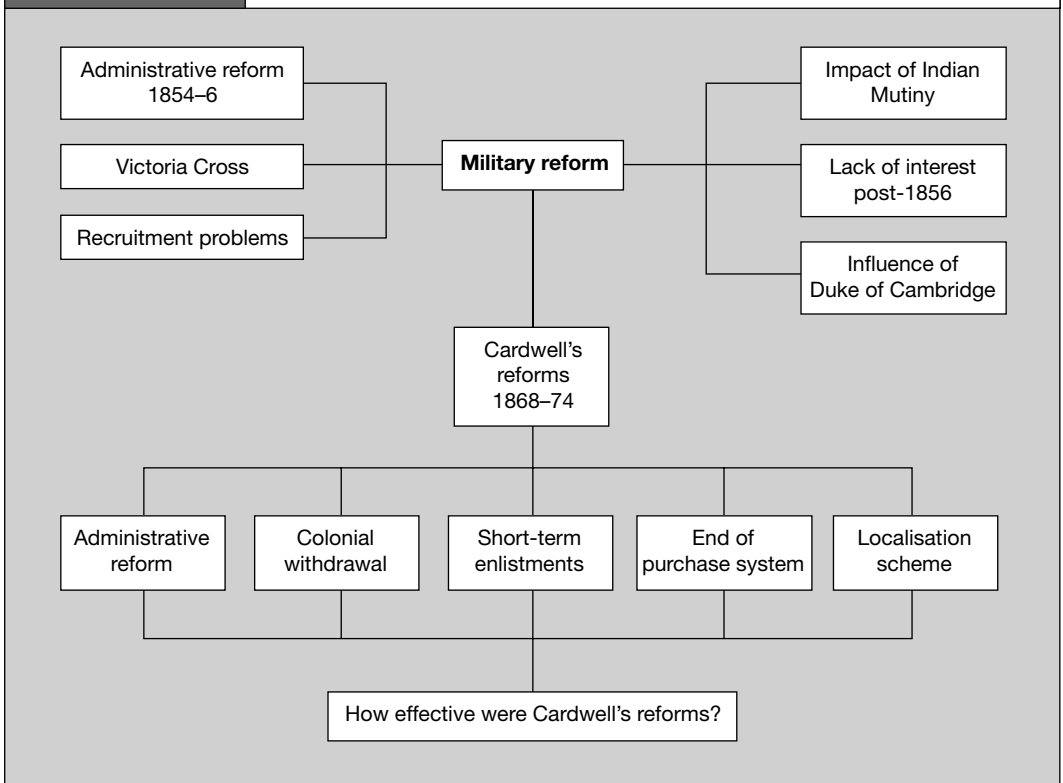 Administrative reform
1854–6
Victoria Cross
Recruitment problems
Military reform
Impact of Indian
Mutiny
Lack of interest
post-1856
Influence of
Duke of Cambridge
Cardwell's
reforms
1868–74
Administrative
reform
Colonial
withdrawal
Short-term
enlistments
End of
purchase system
Localisation
scheme
How effective were Cardwell's reforms?